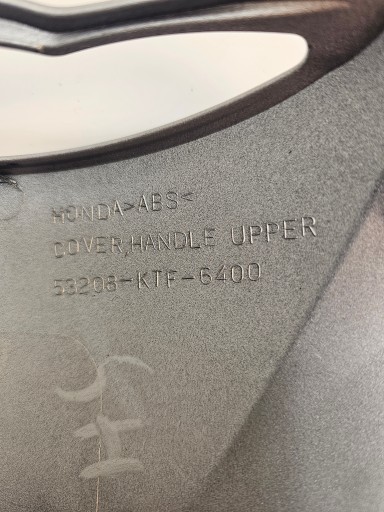 HONDA>ABS<
COVER,HANDLE UPPER
53208-KTF-6400